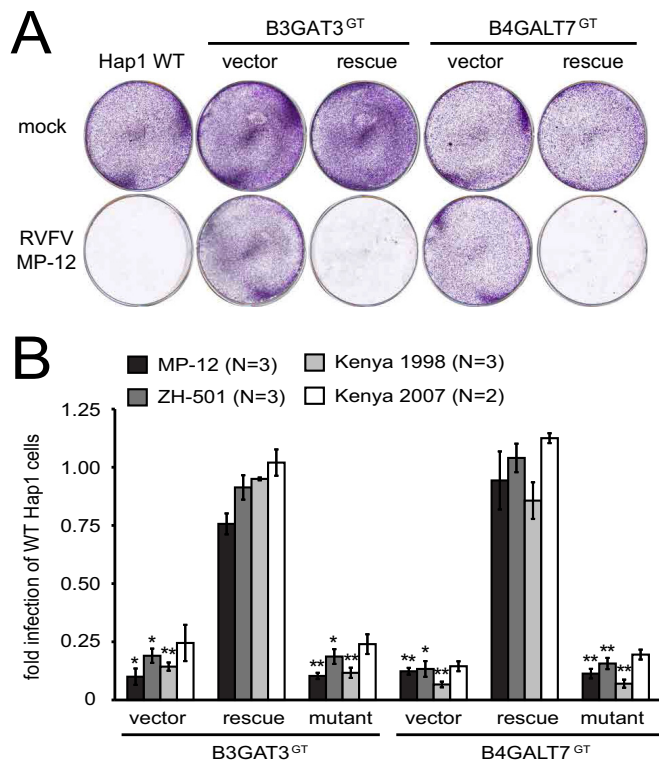 A
B3GAT3GT B4GALT7GT
Hap1 WT vector rescue vector rescue
mock
RVFV
MP-12
B
MP-12 (N=3) Kenya 1998 (N=3)
ZH-501 (N=3) Kenya 2007 (N=2)
fold infection of WT Hap1 cells
1.25
1.00
0.75
0.50
0.25
0
* * ** ** * ** ** * ** ** ** **
vector rescue mutant vector rescue mutant
B3GAT3GT B4GALT7GT